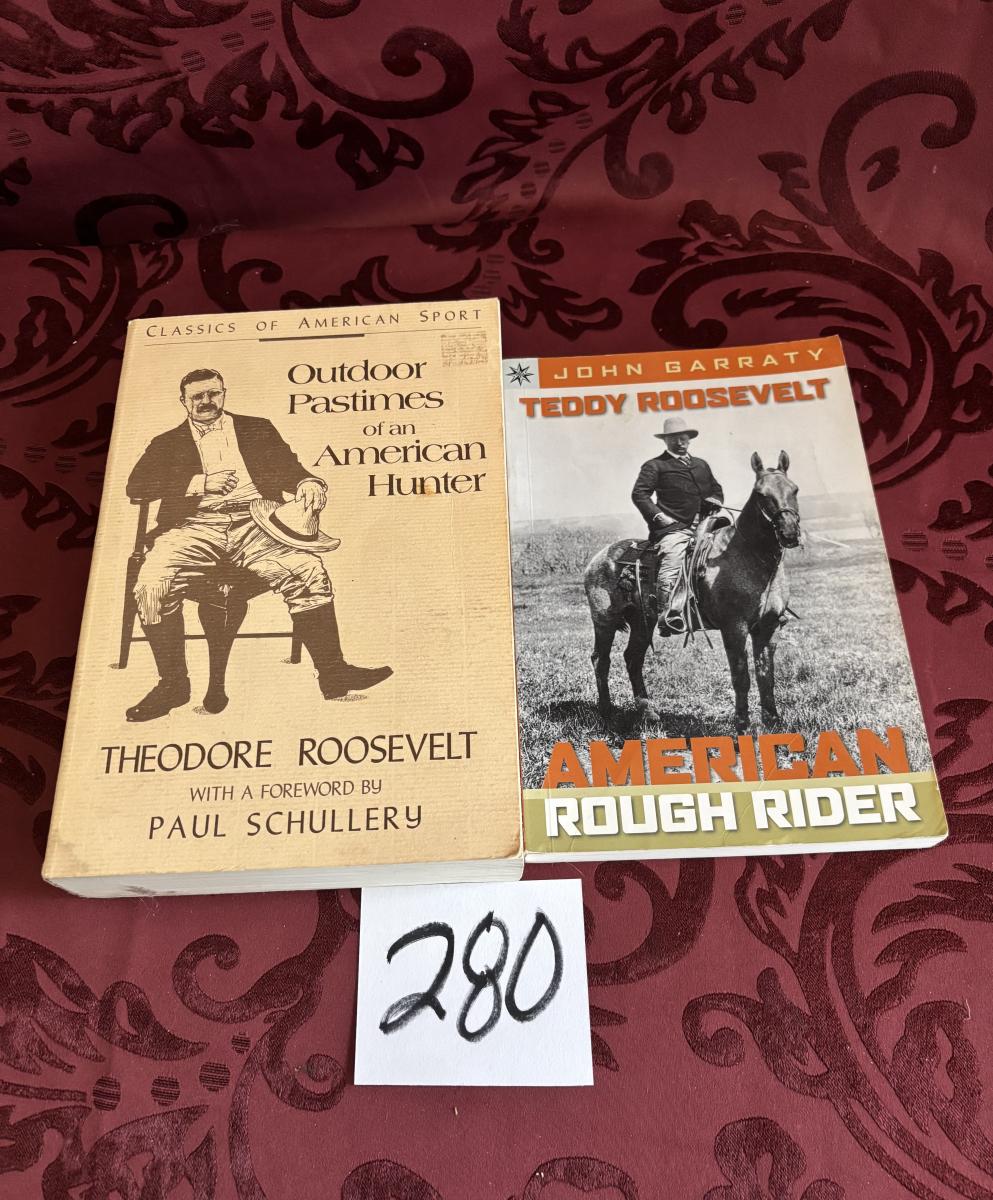 CLASSICS OF AMERICAN SPORT
Outdoor
Pastimes
of an
American
Hunter
THEODORE ROOSEVELT
WITH A FOREWORD BY
PAUL SCHULLERY
JOHN GARRATY
TEDDY ROOSEVELT
AMERICAN
ROUGH RIDER
280